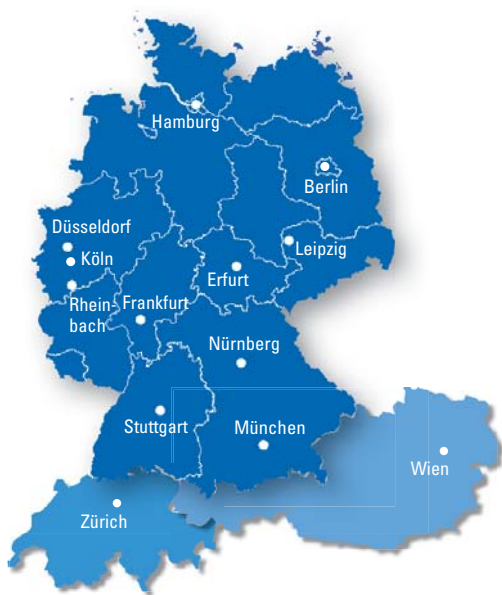 Hamburg
Berlin
Düsseldorf
Leipzig
Köln
Erfurt
Rhein-
bach
Frankfurt
Nürnberg
Stuttgart
München
Wien
Zürich